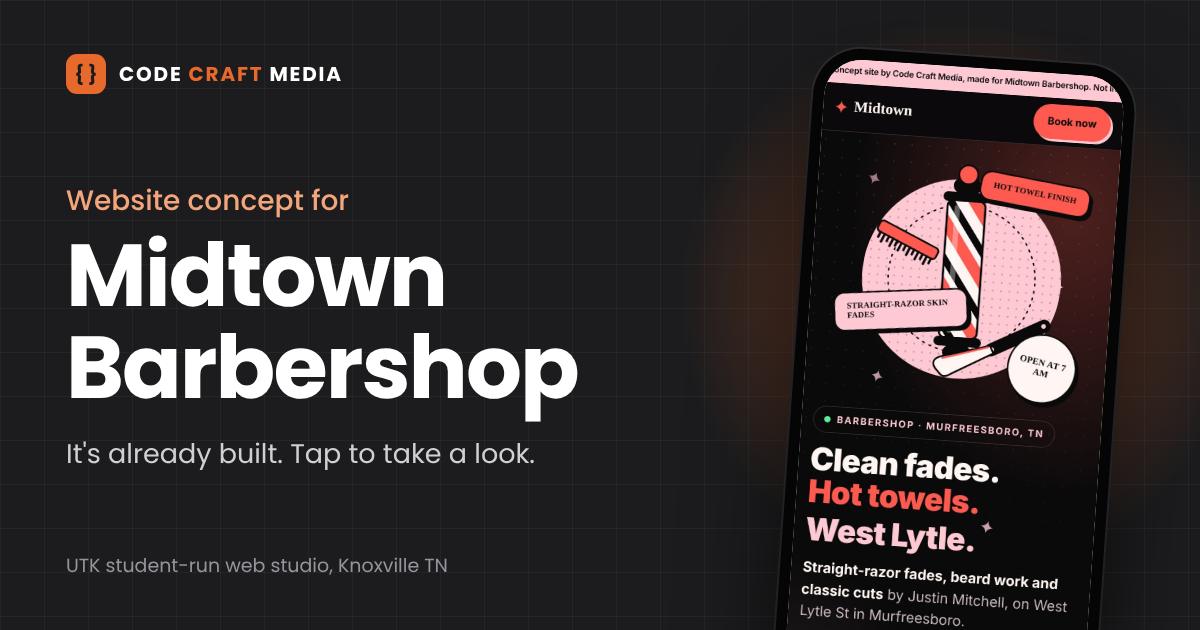 { } CODE CRAFT MEDIA
Website concept for
Midtown
Barbershop
It's already built. Tap to take a look.
UTK student-run web studio, Knoxville TN
concept site by Code Craft Media, made for Midtown Barbershop. Not
Midtown
Book now
HOT TOWEL FINISH
STRAIGHT-RAZOR SKIN
FADES
OPEN AT 7
AM
BARBERSHOP · MURFREESBORO, TN
Clean fades.
Hot towels.
West Lytle.
Straight-razor fades, beard work and
classic cuts by Justin Mitchell, on West
Lytle St in Murfreesboro.